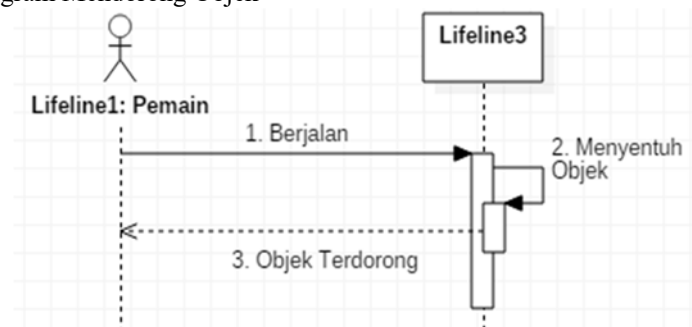 Lifeline3
Lifeline1: Pemain
1. Berjalan
2. Menyentuh
Objek
3. Objek Terdorong